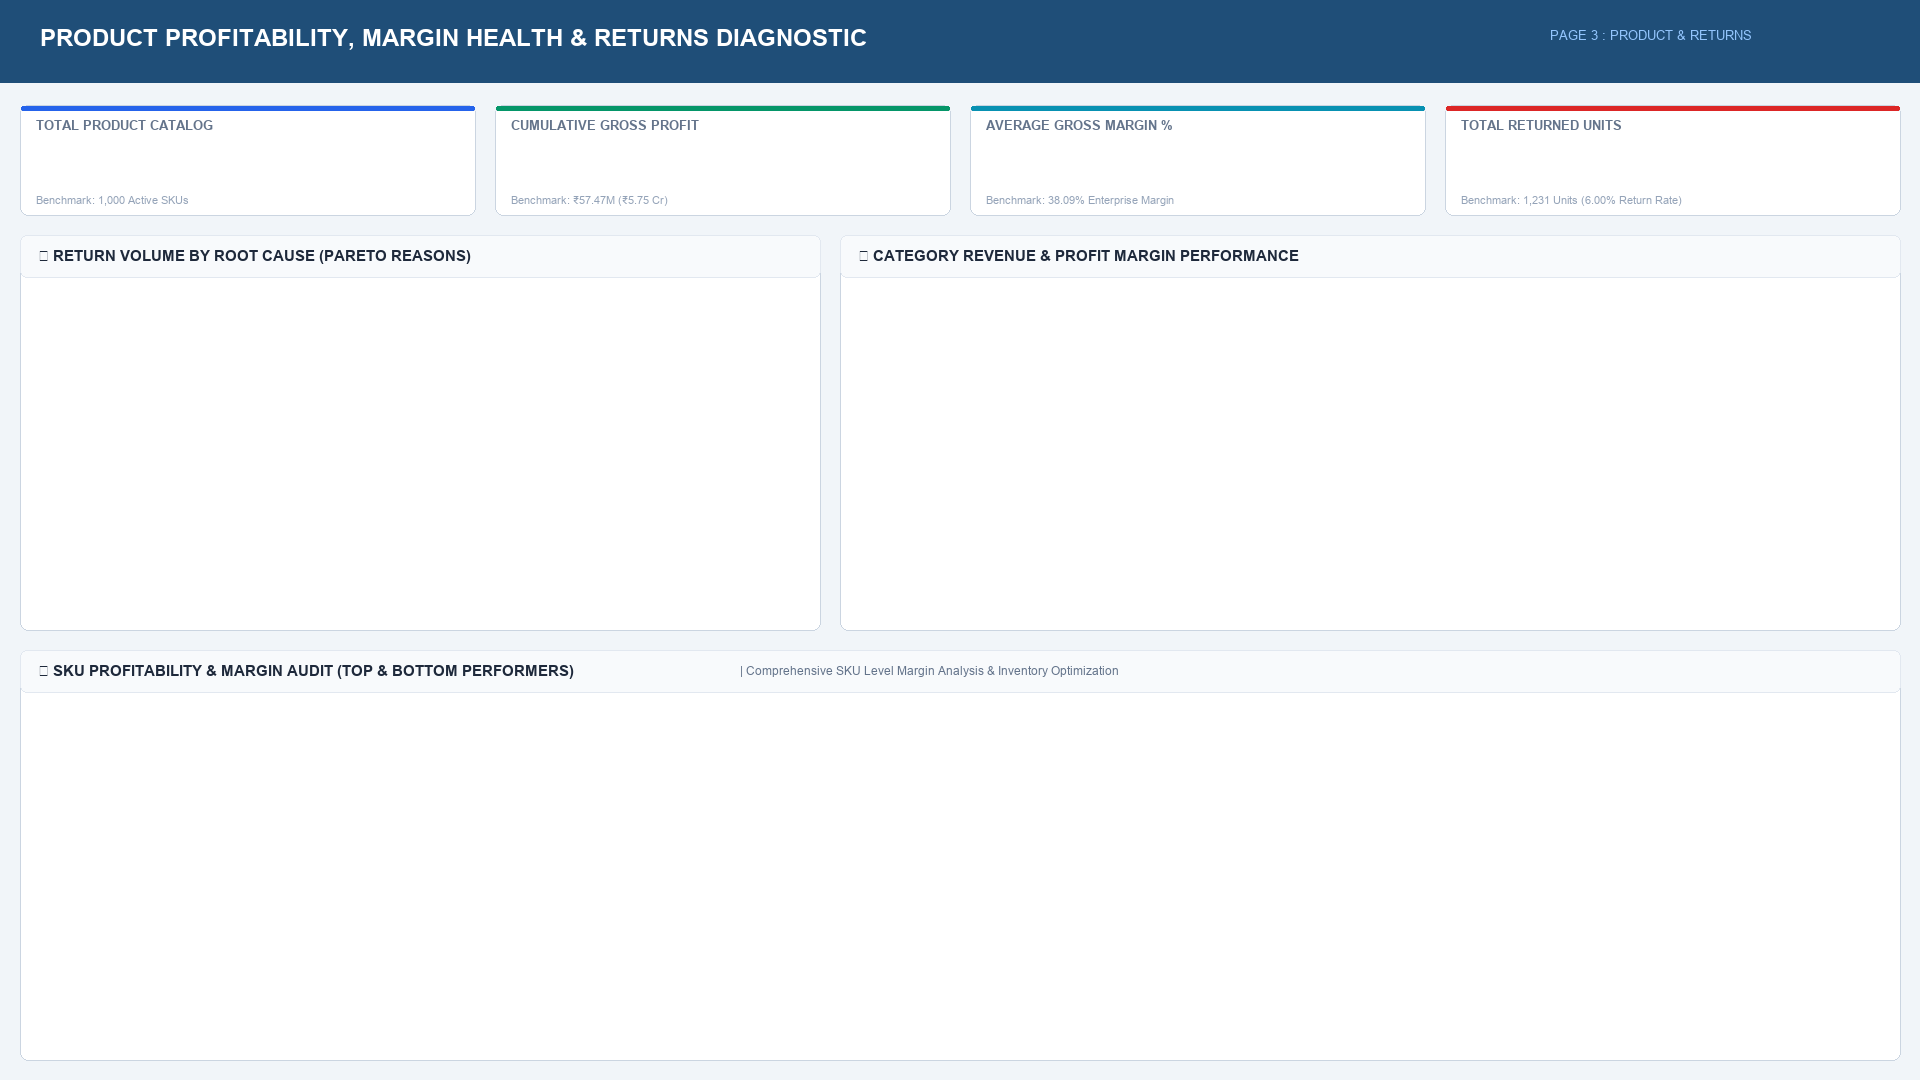 PRODUCT PROFITABILITY, MARGIN HEALTH & RETURNS DIAGNOSTIC
PAGE 3 : PRODUCT & RETURNS
TOTAL PRODUCT CATALOG
Benchmark: 1,000 Active SKUs
CUMULATIVE GROSS PROFIT
Benchmark: ₹57.47M (₹5.75 Cr)
AVERAGE GROSS MARGIN %
Benchmark: 38.09% Enterprise Margin
TOTAL RETURNED UNITS
Benchmark: 1,231 Units (6.00% Return Rate)
RETURN VOLUME BY ROOT CAUSE (PARETO REASONS)
CATEGORY REVENUE & PROFIT MARGIN PERFORMANCE
SKU PROFITABILITY & MARGIN AUDIT (TOP & BOTTOM PERFORMERS)
| Comprehensive SKU Level Margin Analysis & Inventory Optimization